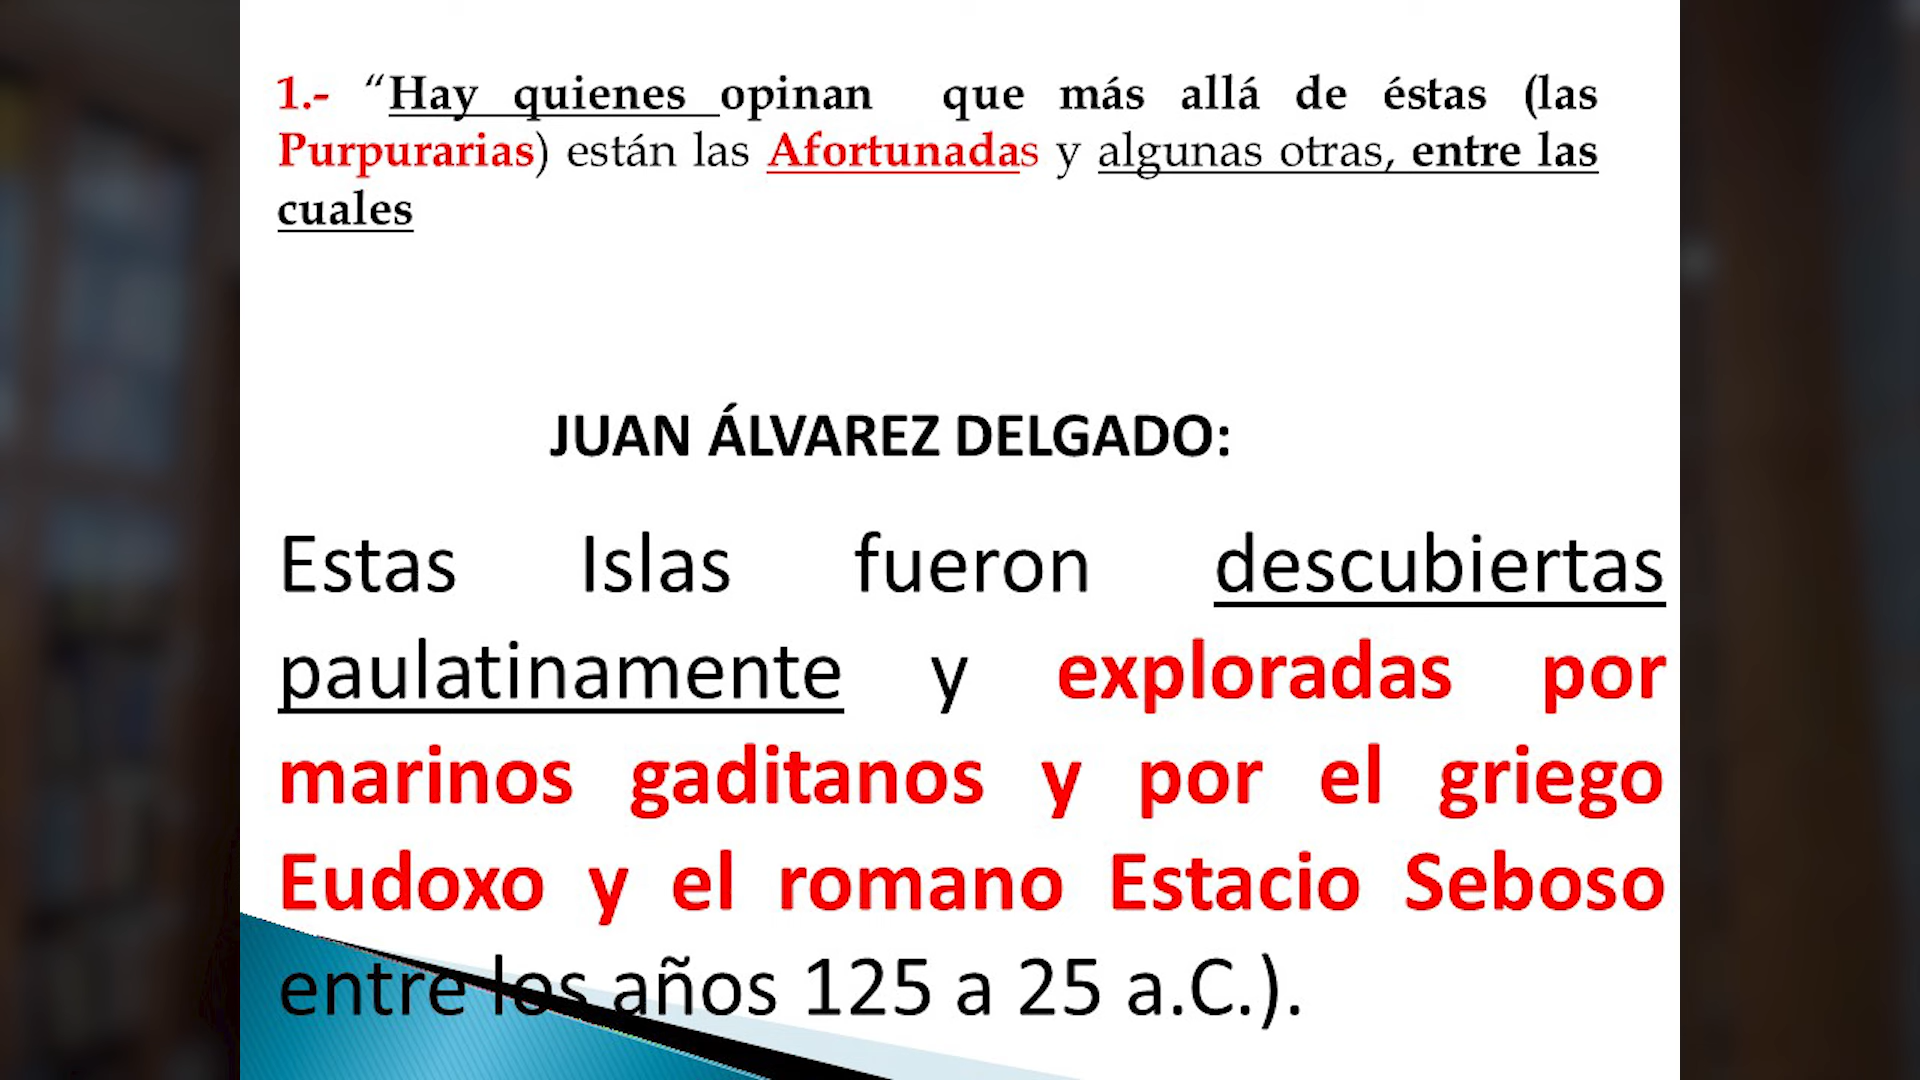 1.- “Hay quienes opinan que más allá de éstas (las
Purpurarias) están las Afortunadas y algunas otras, entre las
cuales
JUAN ÁLVAREZ DELGADO:
Estas Islas fueron descubiertas
paulatinamente y exploradas por
marinos gaditanos y por el griego
Eudoxo y el romano Estacio Seboso
entre los años 125 a 25 a.C.).